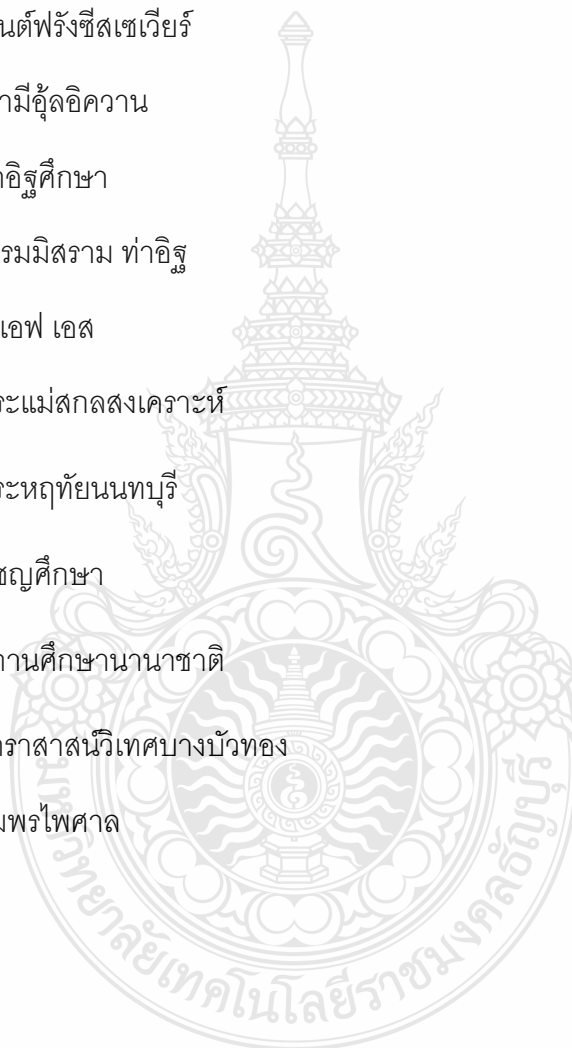 นต์ฟรังซีสเซเวียร์
ามีอุ้ลอิควาน
าอิฐศึกษา
รมมิสราม ท่าอิฐ
เอฟ เอส
ระแม่สกลสงเคราะห์
ระหฤทัยนนทบุรี
ชญศึกษา
านศึกษานานาชาติ
ราสาสน์วิเทศบางบัวทอง
มพรไพศาล
มหาวิทยาลัยเทคโนโลยีราชมงคลธัญบุรี